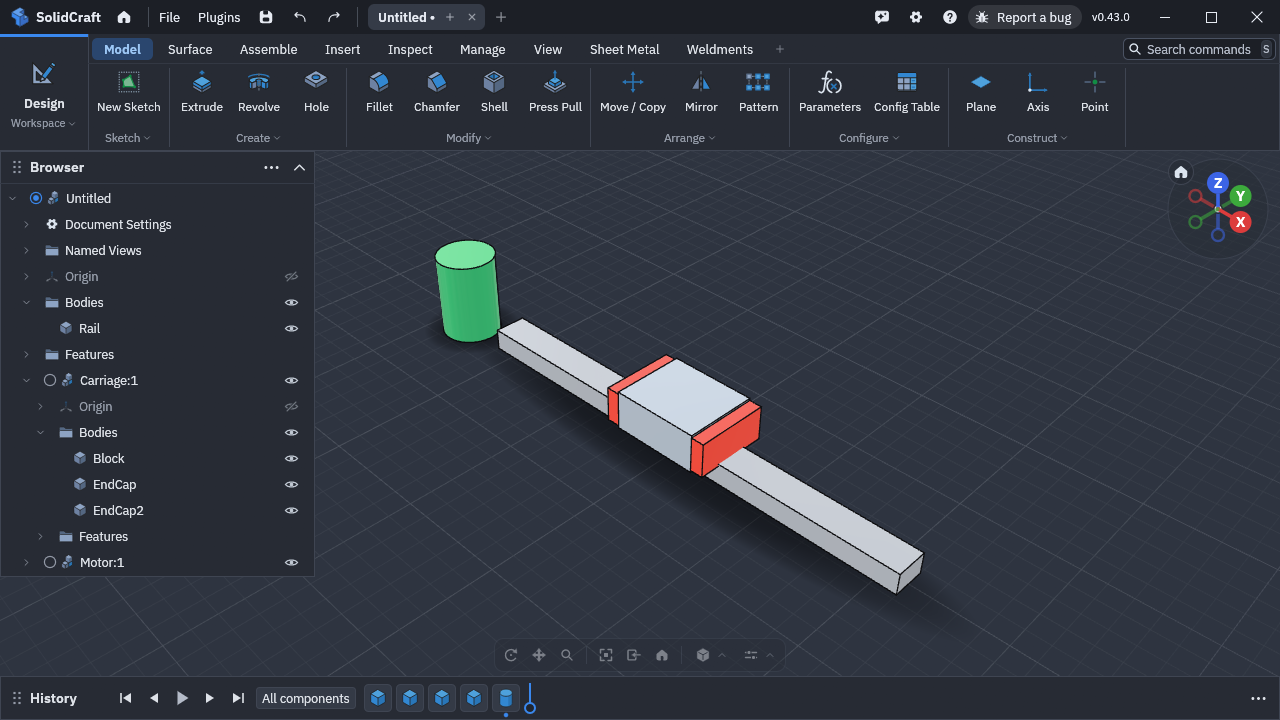 SolidCraft
File
Plugins
Untitled •
Report a bug
v0.43.0
Design
Workspace
Model
Surface
Assemble
Insert
Inspect
Manage
View
Sheet Metal
Weldments
Search commands
S
New Sketch
Extrude
Revolve
Hole
Fillet
Chamfer
Shell
Press Pull
Move / Copy
Mirror
Pattern
Parameters
Config Table
Plane
Axis
Point
Sketch
Create
Modify
Arrange
Configure
Construct
Browser
Untitled
Document Settings
Named Views
Origin
Bodies
Rail
Features
Carriage:1
Origin
Bodies
Block
EndCap
EndCap2
Features
Motor:1
Z
Y
X
History
All components